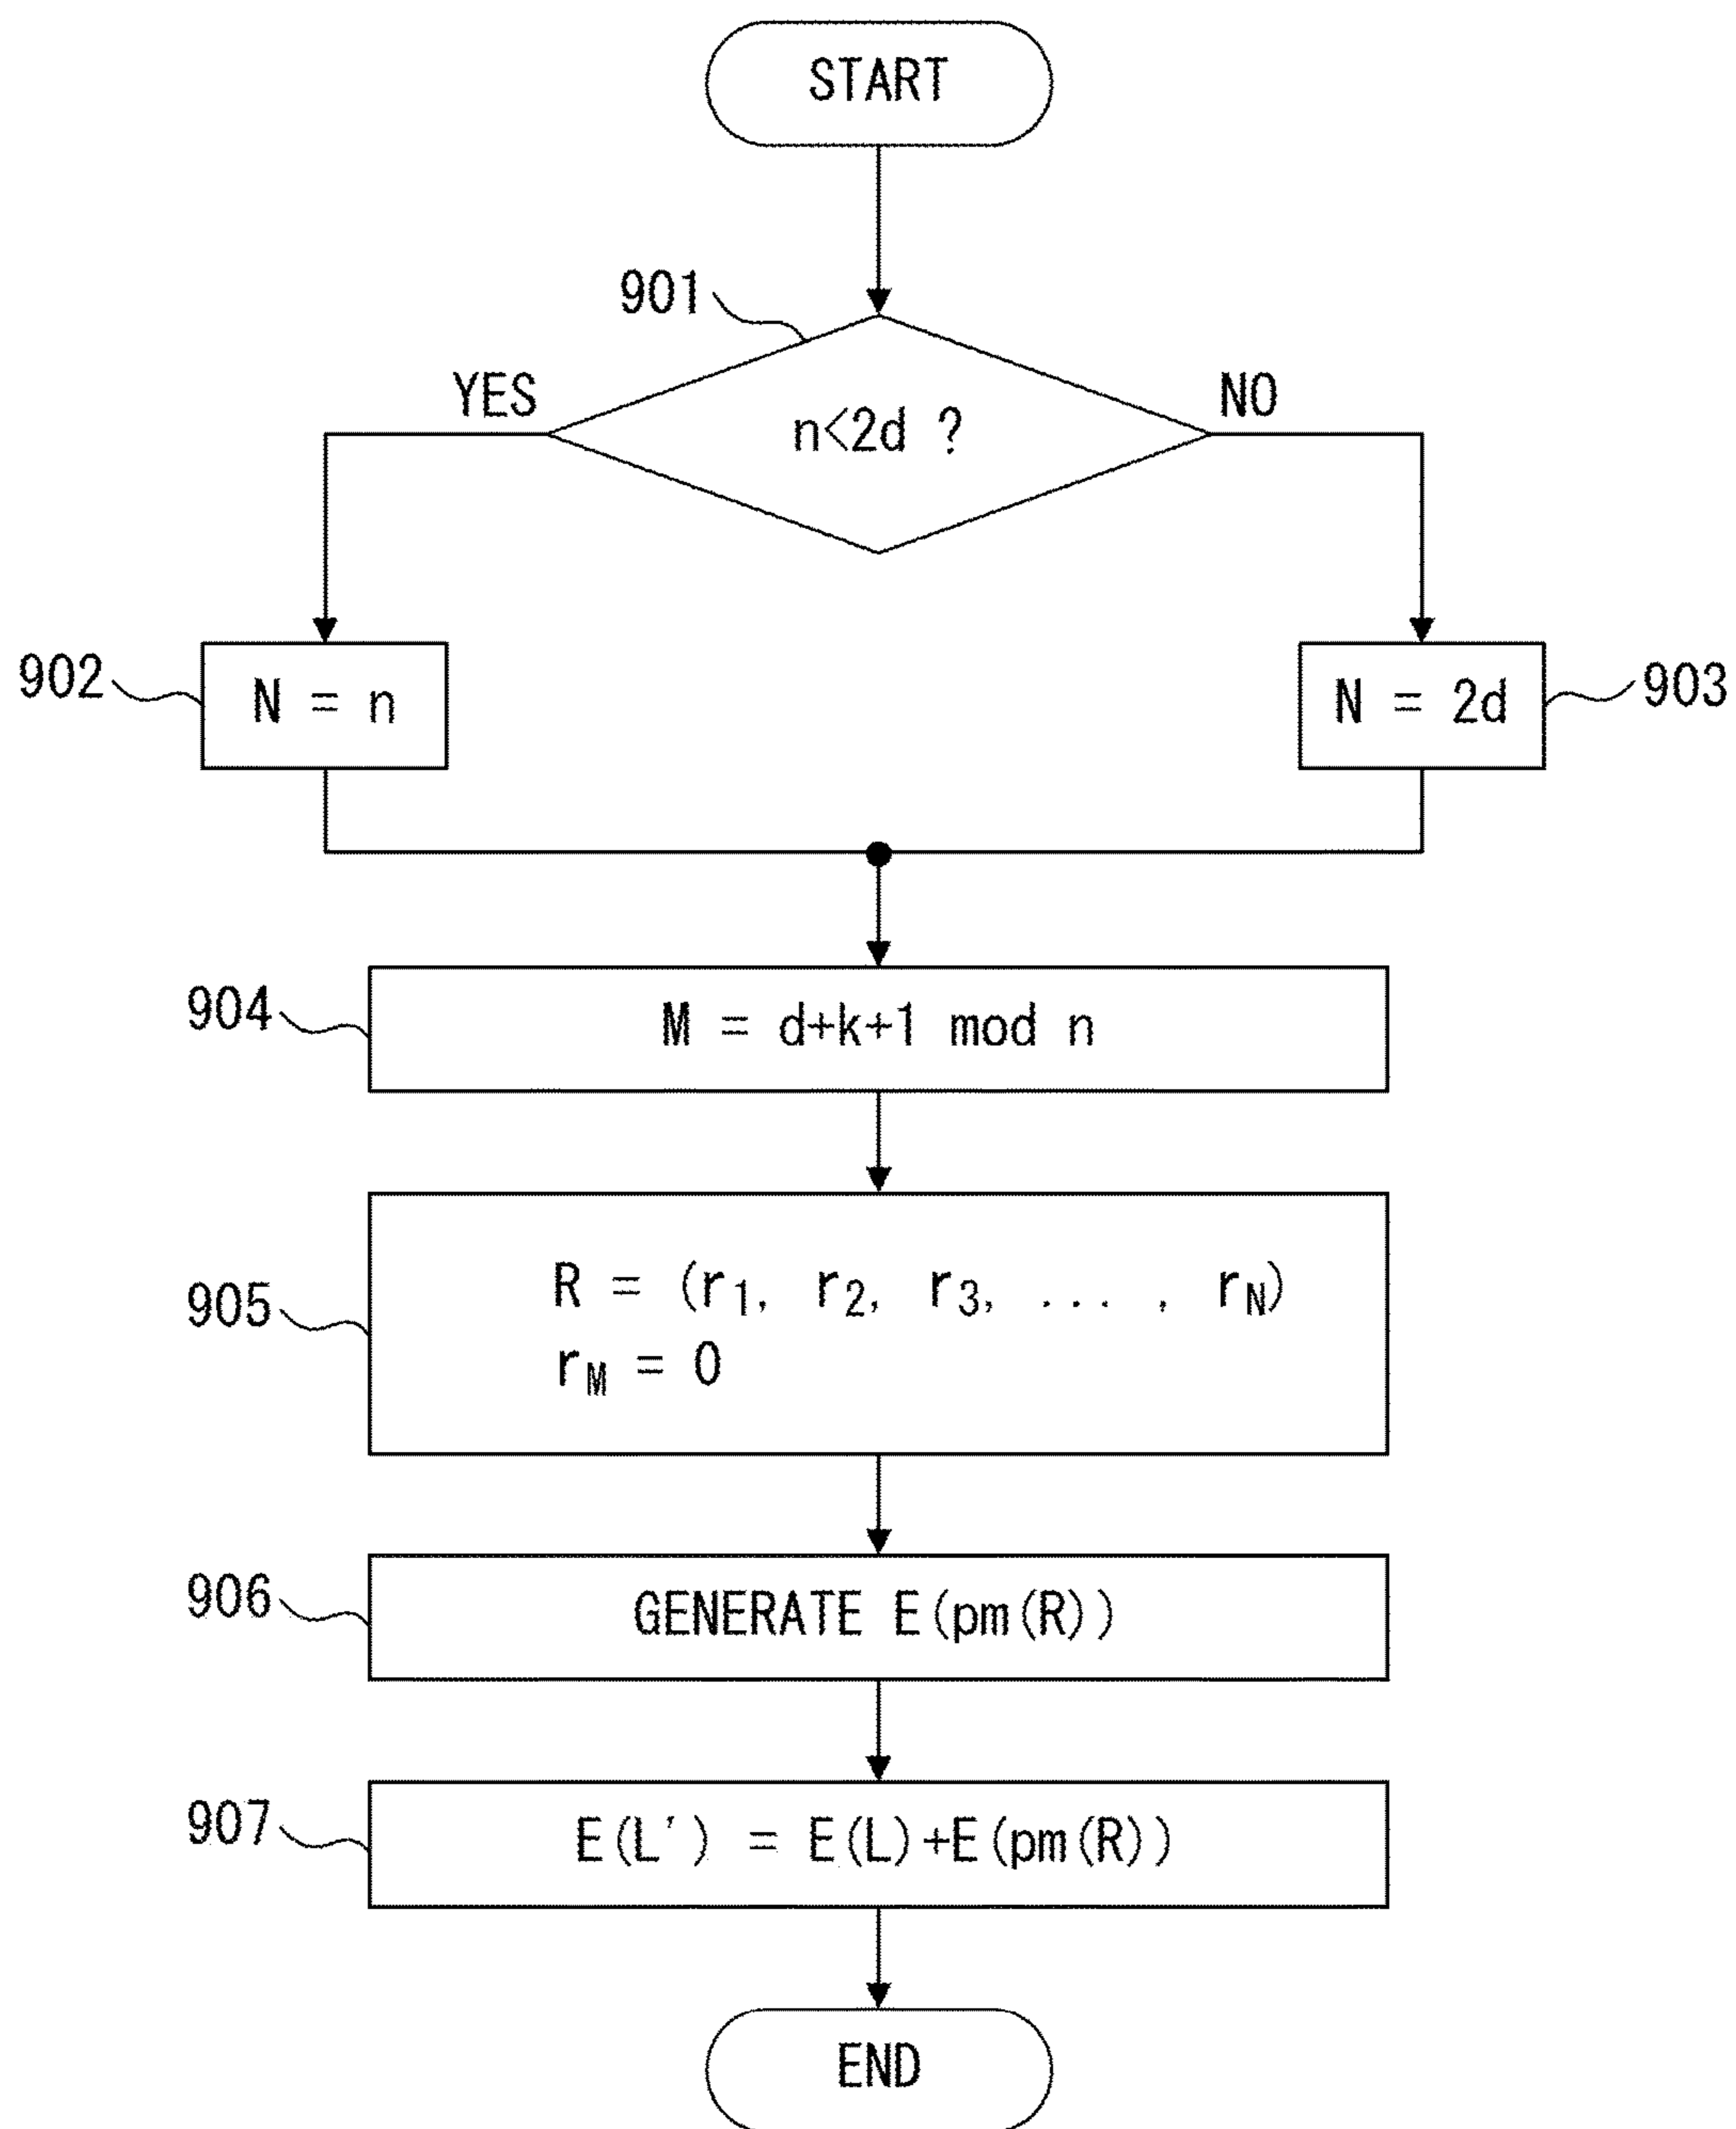 START
901
YES
NO
n<2d ?
902
N = n
N = 2d
903
904
M = d+k+1 mod n
905
R = (r1, r2, r3, ... , rN)
rM = 0
906
GENERATE E(pm(R))
907
E(L') = E(L)+E(pm(R))
END